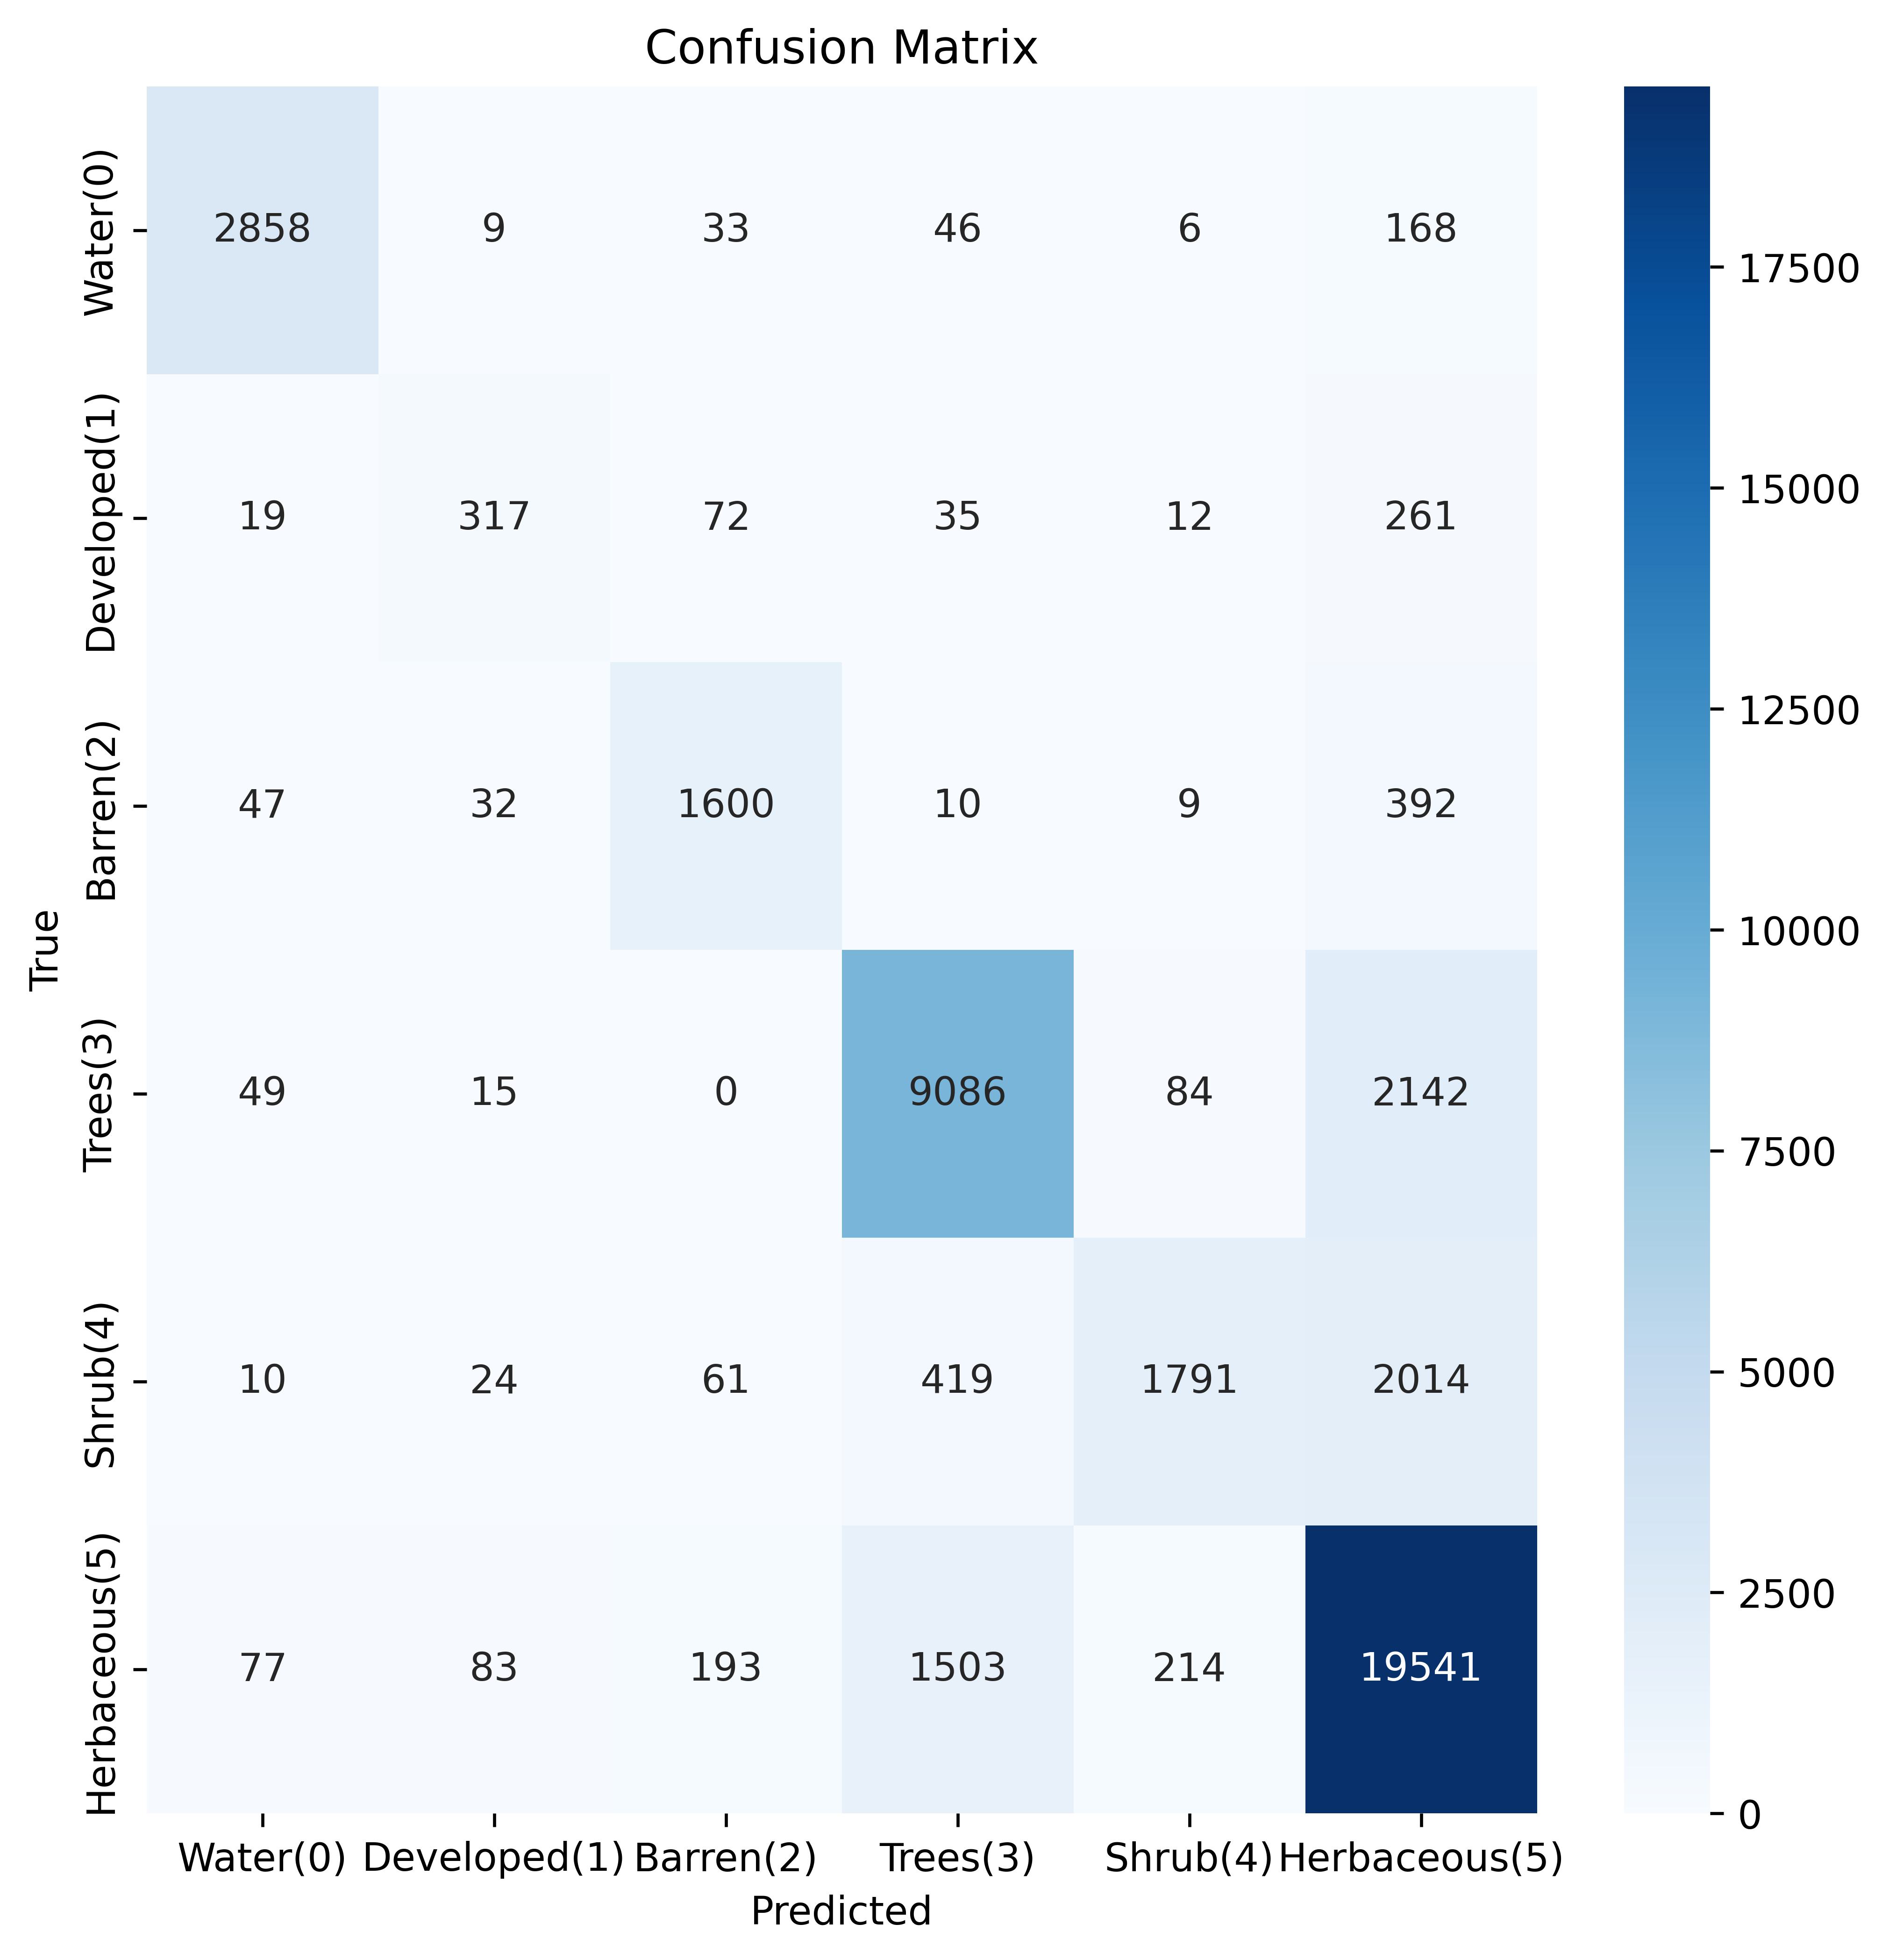 Confusion Matrix
Water(0) 2858 9 33 46 6 168
Developed(1) 19 317 72 35 12 261
Barren(2) 47 32 1600 10 9 392
Trees(3) 49 15 0 9086 84 2142
Shrub(4) 10 24 61 419 1791 2014
Herbaceous(5) 77 83 193 1503 214 19541
True
Water(0) Developed(1) Barren(2) Trees(3) Shrub(4) Herbaceous(5)
Predicted
17500
15000
12500
10000
7500
5000
2500
0